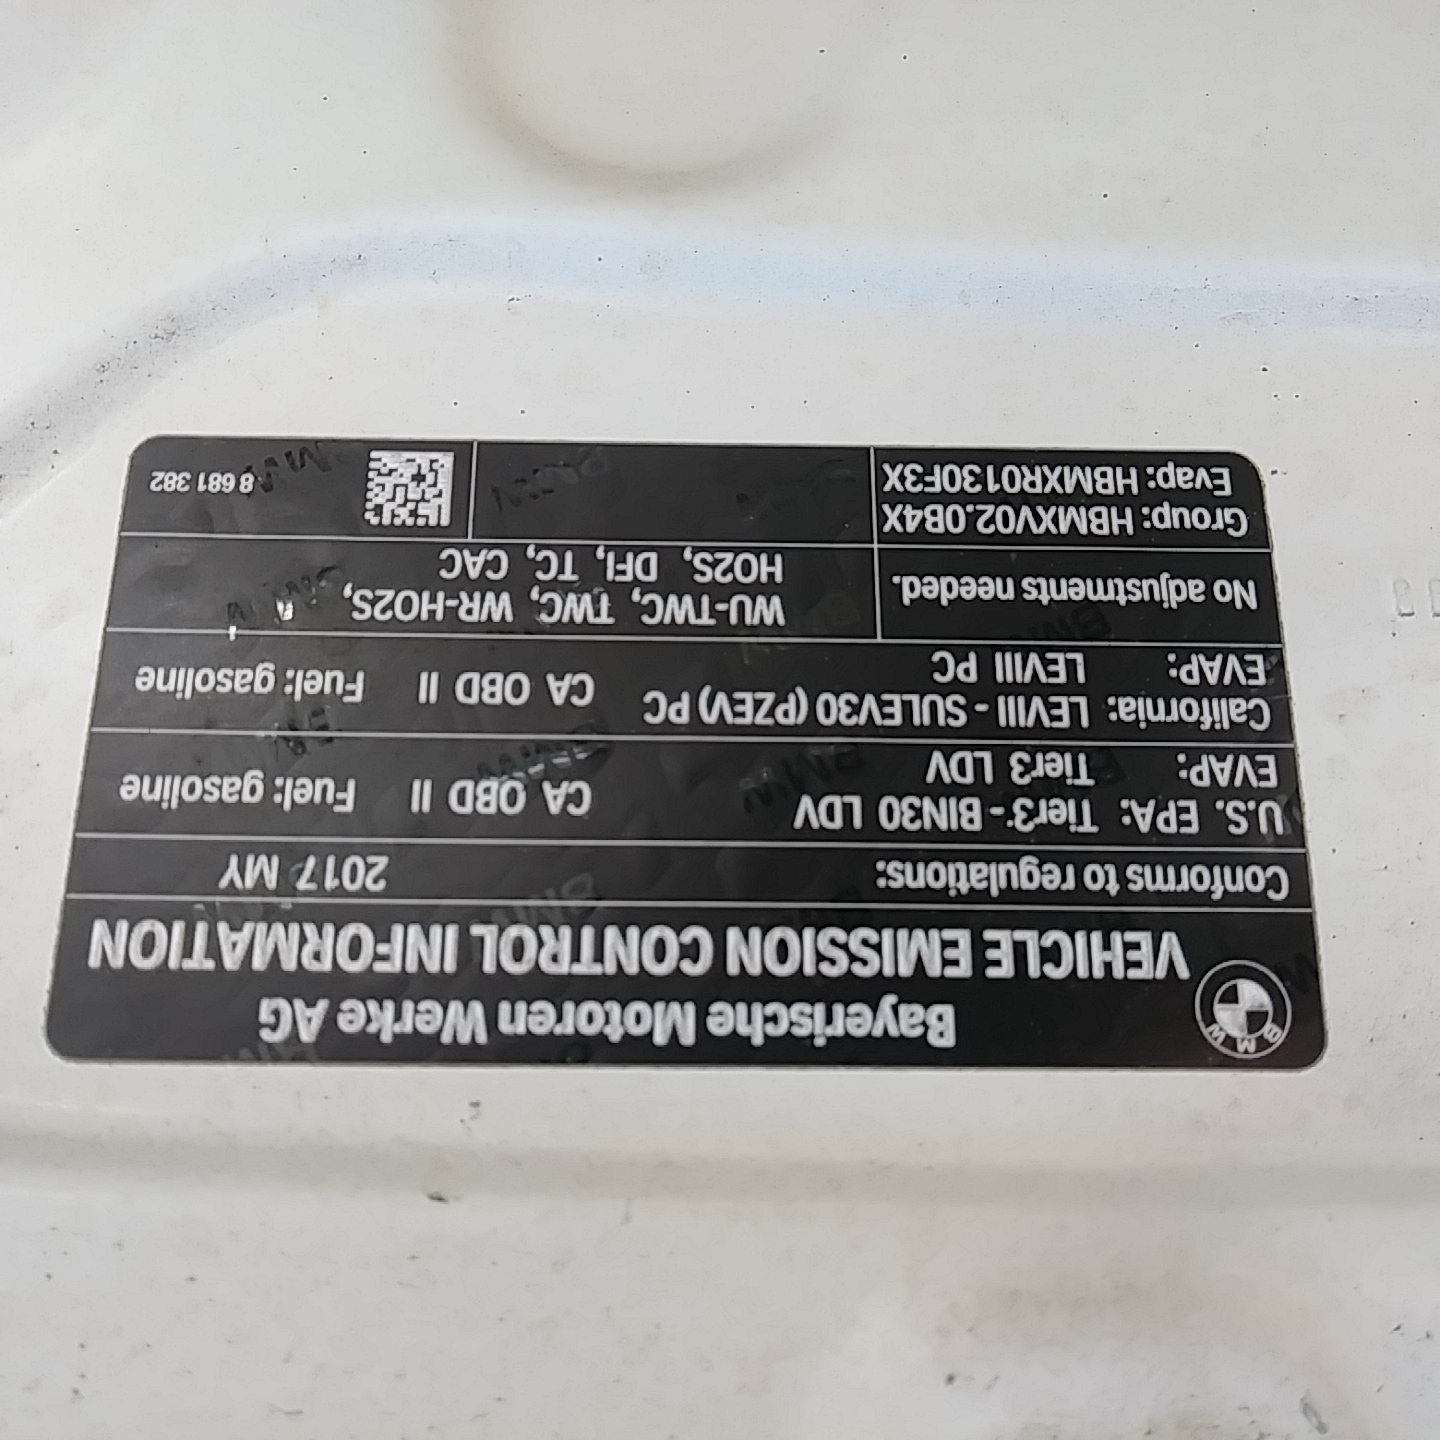 BMW
Bayerische Motoren Werke AG
VEHICLE EMISSION CONTROL INFORMATION
Conforms to regulations: 2017 MY
U.S. EPA: Tier3-BIN30 LDV CA OBD II Fuel: gasoline
EVAP: Tier3 LDV
California: LEVIII - SULEV30 (PZEV) PC CA OBD II Fuel: gasoline
EVAP: LEVIII PC
No adjustments needed.
WU-TWC, TWC, WR-HO2S,
HO2S, DFI, TC, CAC
Group: HBMXV02.0B4X
Evap: HBMXR0130F3X
8 681 382